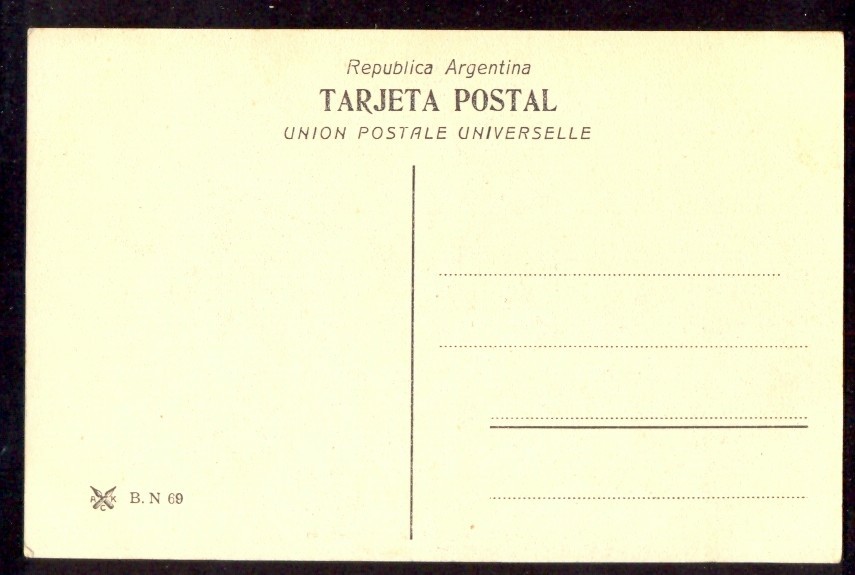 Republica Argentina
TARJETA POSTAL
UNION POSTALE UNIVERSELLE
R K
C
B. N 69